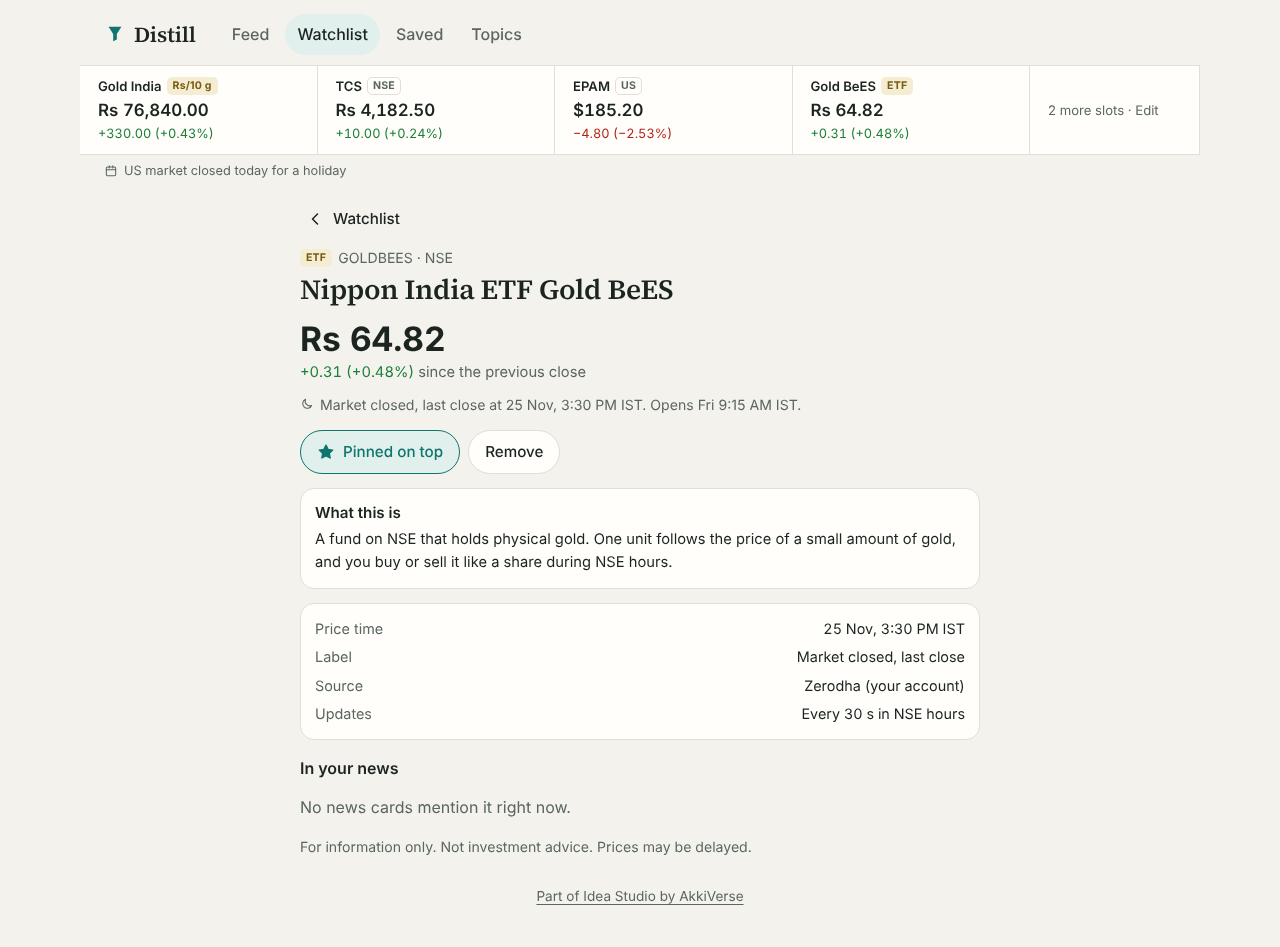 Distill
Feed
Watchlist
Saved
Topics
Gold India Rs/10 g
Rs 76,840.00
+330.00 (+0.43%)
TCS NSE
Rs 4,182.50
+10.00 (+0.24%)
EPAM US
$185.20
−4.80 (−2.53%)
Gold BeES ETF
Rs 64.82
+0.31 (+0.48%)
2 more slots · Edit
US market closed today for a holiday
Watchlist
ETF GOLDBEES · NSE
Nippon India ETF Gold BeES
Rs 64.82
+0.31 (+0.48%) since the previous close
Market closed, last close at 25 Nov, 3:30 PM IST. Opens Fri 9:15 AM IST.
Pinned on top
Remove
What this is
A fund on NSE that holds physical gold. One unit follows the price of a small amount of gold,
and you buy or sell it like a share during NSE hours.
Price time 25 Nov, 3:30 PM IST
Label Market closed, last close
Source Zerodha (your account)
Updates Every 30 s in NSE hours
In your news
No news cards mention it right now.
For information only. Not investment advice. Prices may be delayed.
Part of Idea Studio by AkkiVerse